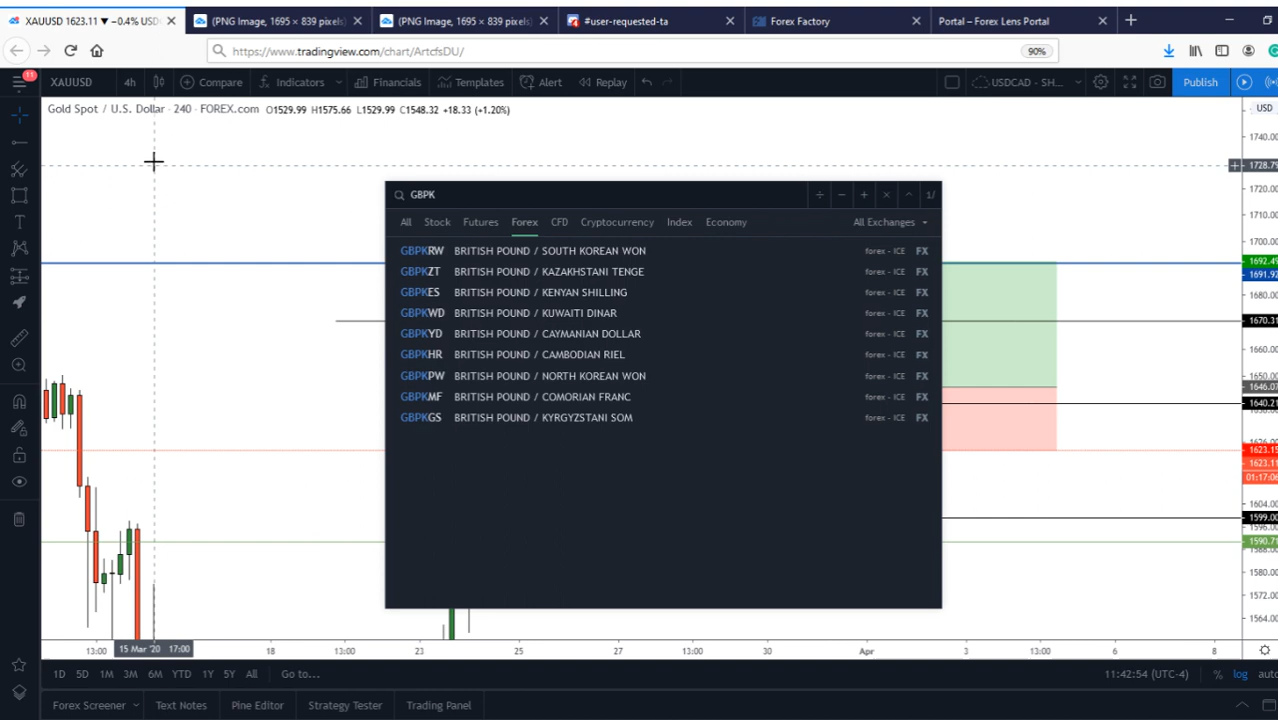 XAUUSD 1623.11 ▼ −0.4% USD
(PNG Image, 1695 × 839 pixels)
(PNG Image, 1695 × 839 pixels)
#user-requested-ta
Forex Factory
Portal – Forex Lens Portal
https://www.tradingview.com/chart/ArtcfsDU/
90%
11
XAUUSD 4h Compare Indicators Financials Templates Alert Replay USDCAD - SH... Publish
Gold Spot / U.S. Dollar · 240 · FOREX.com O1529.99 H1575.66 L1529.99 C1548.32 +18.33 (+1.20%)
USD
1740.00
1728.79
1720.00
1710.00
1700.00
1692.49
1691.92
1680.00
1670.31
1660.00
1650.00
1646.07
1640.21
1623.15
1623.11
01:17:06
1604.00
1599.00
1590.71
1580.00
1572.00
1564.00
GBPK
1/
All Stock Futures Forex CFD Cryptocurrency Index Economy All Exchanges
GBPKRW BRITISH POUND / SOUTH KOREAN WON forex - ICE FX
GBPKZT BRITISH POUND / KAZAKHSTANI TENGE forex - ICE FX
GBPKES BRITISH POUND / KENYAN SHILLING forex - ICE FX
GBPKWD BRITISH POUND / KUWAITI DINAR forex - ICE FX
GBPKYD BRITISH POUND / CAYMANIAN DOLLAR forex - ICE FX
GBPKHR BRITISH POUND / CAMBODIAN RIEL forex - ICE FX
GBPKPW BRITISH POUND / NORTH KOREAN WON forex - ICE FX
GBPKMF BRITISH POUND / COMORIAN FRANC forex - ICE FX
GBPKGS BRITISH POUND / KYRGYZSTANI SOM forex - ICE FX
13:00 15 Mar '20 17:00 18 13:00 23 25 27 13:00 30 Apr 3 13:00 6 8
1D 5D 1M 3M 6M YTD 1Y 5Y All Go to... 11:42:54 (UTC-4) % log auto
Forex Screener Text Notes Pine Editor Strategy Tester Trading Panel